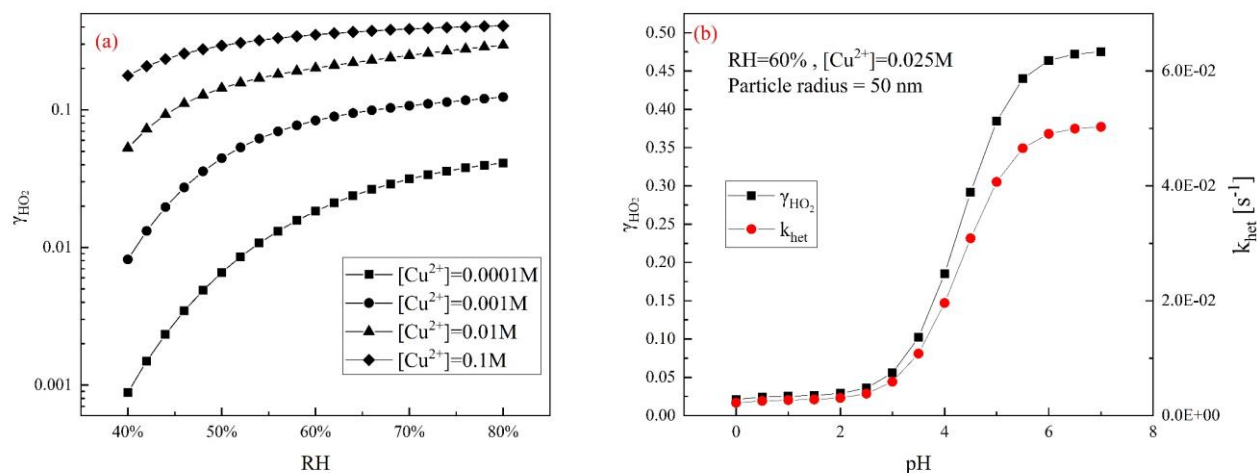 (a)
0.1
0.01
0.001
γHO₂
40%
50%
60%
70%
80%
RH
[Cu²⁺]=0.0001M
[Cu²⁺]=0.001M
[Cu²⁺]=0.01M
[Cu²⁺]=0.1M
(b)
RH=60% , [Cu²⁺]=0.025M
Particle radius = 50 nm
γHO₂
khet
0.50
0.45
0.40
0.35
0.30
0.25
0.20
0.15
0.10
0.05
0.00
γHO₂
0
2
4
6
8
pH
6.0E-02
4.0E-02
2.0E-02
0.0E+00
khet [s⁻¹]